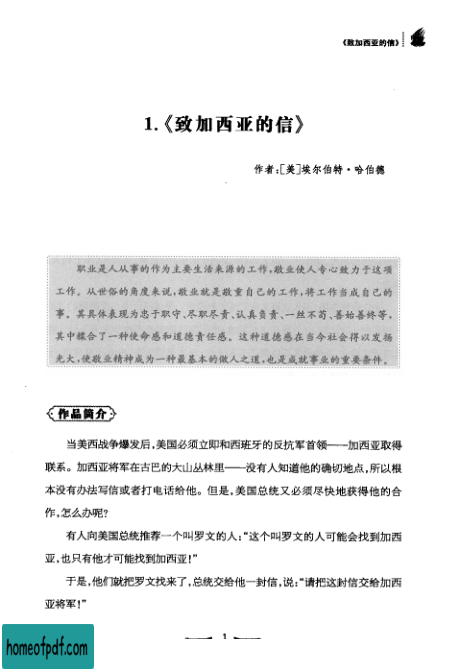 《致加西亚的信》
1.《致加西亚的信》
作者:[美]埃尔伯特·哈伯德
职业是人从事的作为主要生活来源的工作,敬业使人专心致力于这项
工作。从世俗的角度来说,敬业就是敬重自己的工作,将工作当成自己的
事。其具体表现为忠于职守、尽职尽责、认真负责、一丝不苟、善始善终等,
其中糅合了一种使命感和道德责任感。这种道德感在当今社会得以发扬
光大,使敬业精神成为一种最基本的做人之道,也是成就事业的重要条件。
作品简介
当美西战争爆发后,美国必须立即和西班牙的反抗军首领——加西亚取得
联系。加西亚将军在古巴的大山丛林里——没有人知道他的确切地点,所以根
本没有办法写信或者打电话给他。但是,美国总统又必须尽快地获得他的合
作,怎么办呢?
有人向美国总统推荐一个叫罗文的人:“这个叫罗文的人可能会找到加西
亚,也只有他才可能找到加西亚!”
于是,他们就把罗文找来了,总统交给他一封信,说:“请把这封信交给加西
亚将军!”
1
homeofpdf.com